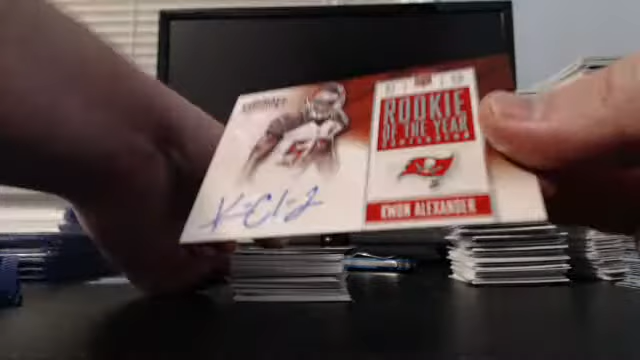 ROOKIE
OF THE YEAR
CONTENDERS
KWON ALEXANDER